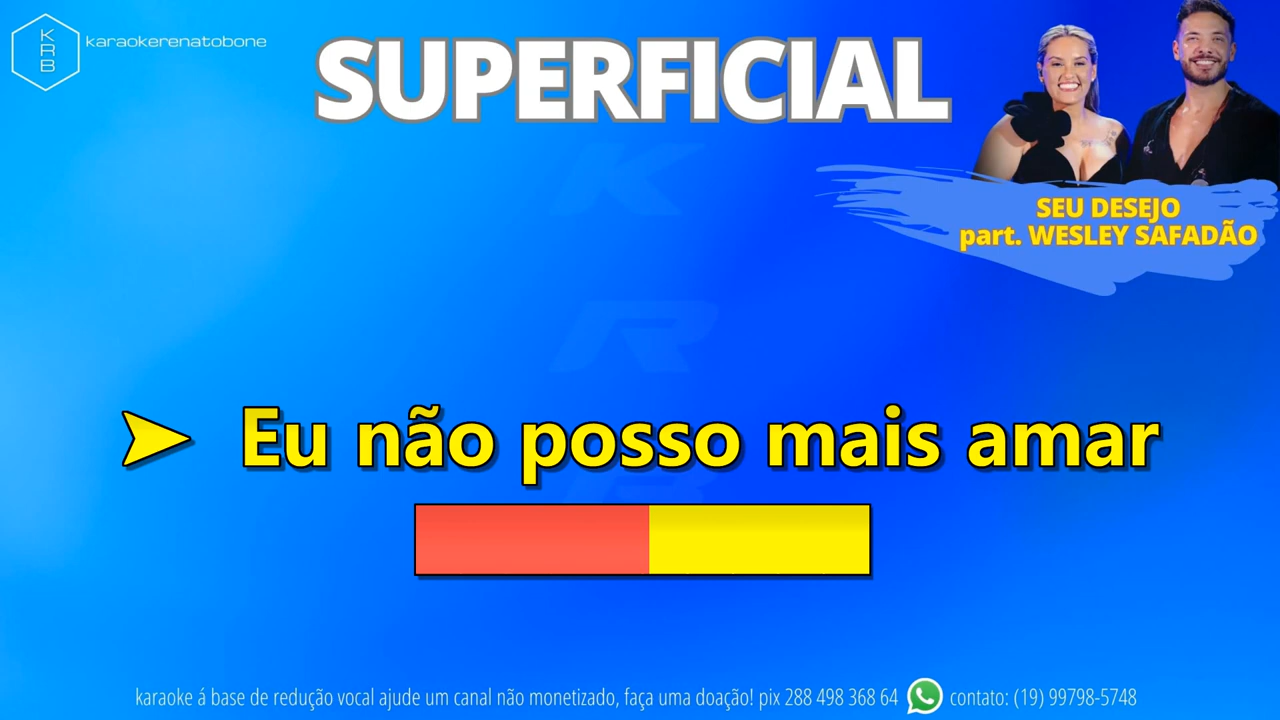 KRB
karaokerenatobone
SUPERFICIAL
SEU DESEJO
part. WESLEY SAFADÃO
K
R
B
➤ Eu não posso mais amar
karaoke á base de redução vocal ajude um canal não monetizado, faça uma doação! pix 288 498 368 64 contato: (19) 99798-5748